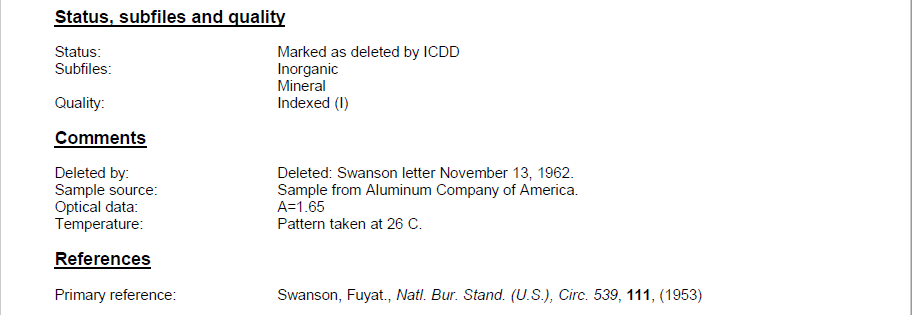 Status, subfiles and quality
Status: Marked as deleted by ICDD
Subfiles: Inorganic
Mineral
Quality: Indexed (I)
Comments
Deleted by: Deleted: Swanson letter November 13, 1962.
Sample source: Sample from Aluminum Company of America.
Optical data: A=1.65
Temperature: Pattern taken at 26 C.
References
Primary reference: Swanson, Fuyat., Natl. Bur. Stand. (U.S.), Circ. 539, 111, (1953)